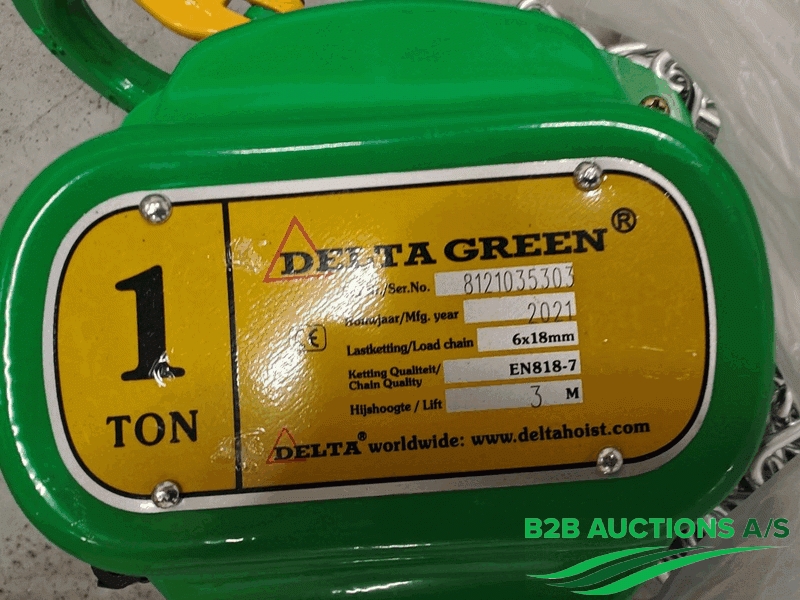 1
TON
DELTA GREEN®
/Ser.No. 8121035303
Bouwjaar/Mfg. year 2021
CE
Lastketting/Load chain 6x18mm
Ketting Qualiteit/
Chain Quality EN818-7
Hijshoogte / Lift 3 M
DELTA® worldwide: www.deltahoist.com
B2B AUCTIONS A/S